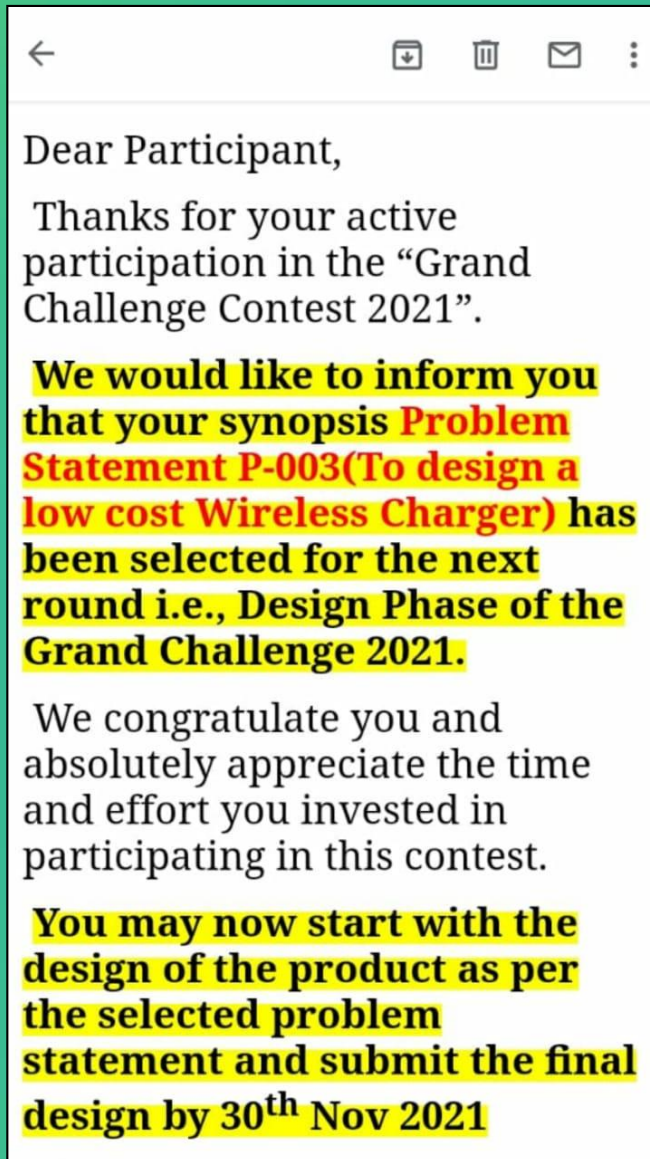 Dear Participant,
Thanks for your active
participation in the “Grand
Challenge Contest 2021”.
We would like to inform you
that your synopsis Problem
Statement P-003(To design a
low cost Wireless Charger) has
been selected for the next
round i.e., Design Phase of the
Grand Challenge 2021.
We congratulate you and
absolutely appreciate the time
and effort you invested in
participating in this contest.
You may now start with the
design of the product as per
the selected problem
statement and submit the final
design by 30th Nov 2021